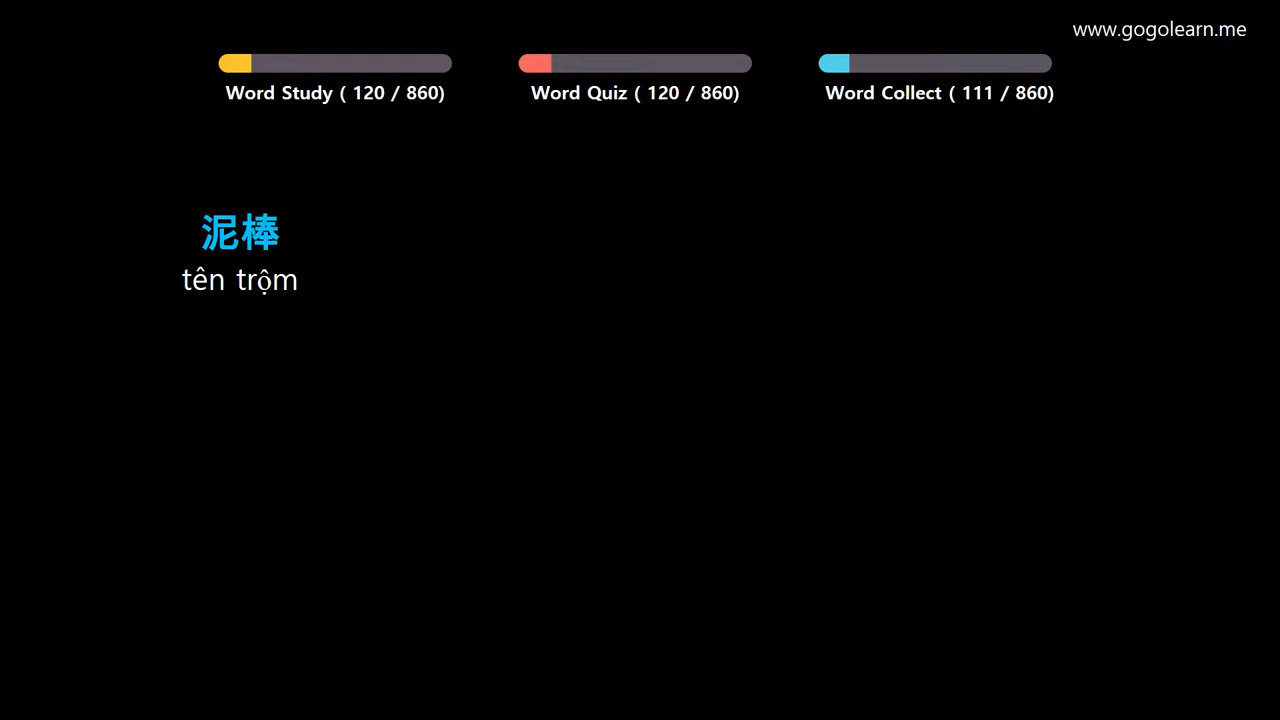 www.gogolearn.me
Word Study ( 120 / 860)
Word Quiz ( 120 / 860)
Word Collect ( 111 / 860)
泥棒
tên trộm